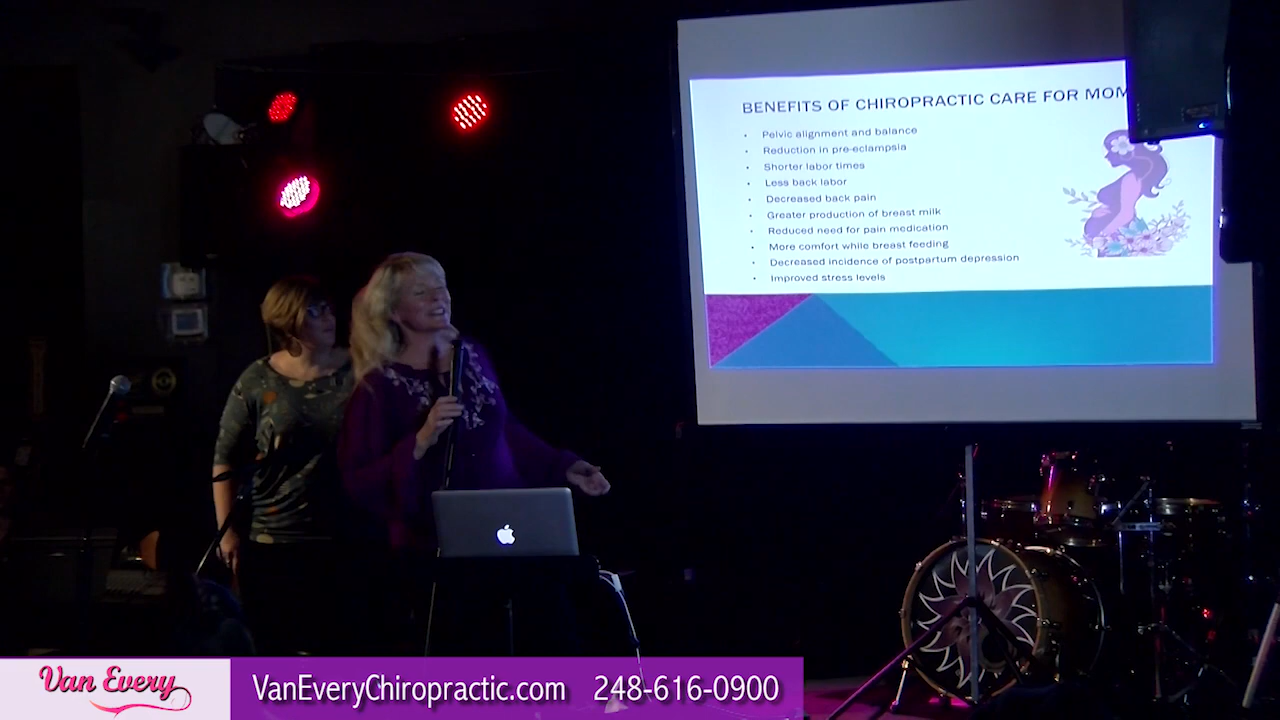 BENEFITS OF CHIROPRACTIC CARE FOR MOM
• Pelvic alignment and balance
• Reduction in pre-eclampsia
• Shorter labor times
• Less back labor
• Decreased back pain
• Greater production of breast milk
• Reduced need for pain medication
• More comfort while breast feeding
• Decreased incidence of postpartum depression
• Improved stress levels
Van Every
VanEveryChiropractic.com 248-616-0900